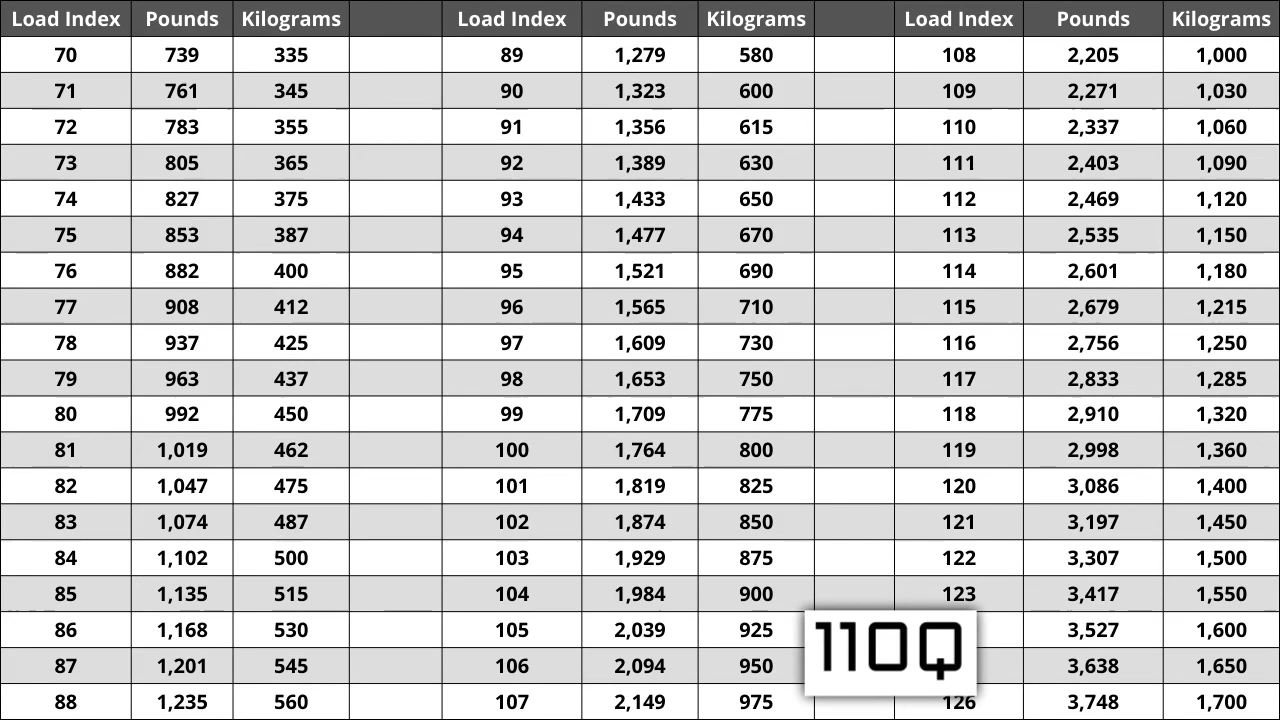 Load Index Pounds Kilograms Load Index Pounds Kilograms Load Index Pounds Kilograms
70 739 335 89 1,279 580 108 2,205 1,000
71 761 345 90 1,323 600 109 2,271 1,030
72 783 355 91 1,356 615 110 2,337 1,060
73 805 365 92 1,389 630 111 2,403 1,090
74 827 375 93 1,433 650 112 2,469 1,120
75 853 387 94 1,477 670 113 2,535 1,150
76 882 400 95 1,521 690 114 2,601 1,180
77 908 412 96 1,565 710 115 2,679 1,215
78 937 425 97 1,609 730 116 2,756 1,250
79 963 437 98 1,653 750 117 2,833 1,285
80 992 450 99 1,709 775 118 2,910 1,320
81 1,019 462 100 1,764 800 119 2,998 1,360
82 1,047 475 101 1,819 825 120 3,086 1,400
83 1,074 487 102 1,874 850 121 3,197 1,450
84 1,102 500 103 1,929 875 122 3,307 1,500
85 1,135 515 104 1,984 900 123 3,417 1,550
86 1,168 530 105 2,039 925 3,527 1,600
110Q
87 1,201 545 106 2,094 950 3,638 1,650
88 1,235 560 107 2,149 975 126 3,748 1,700